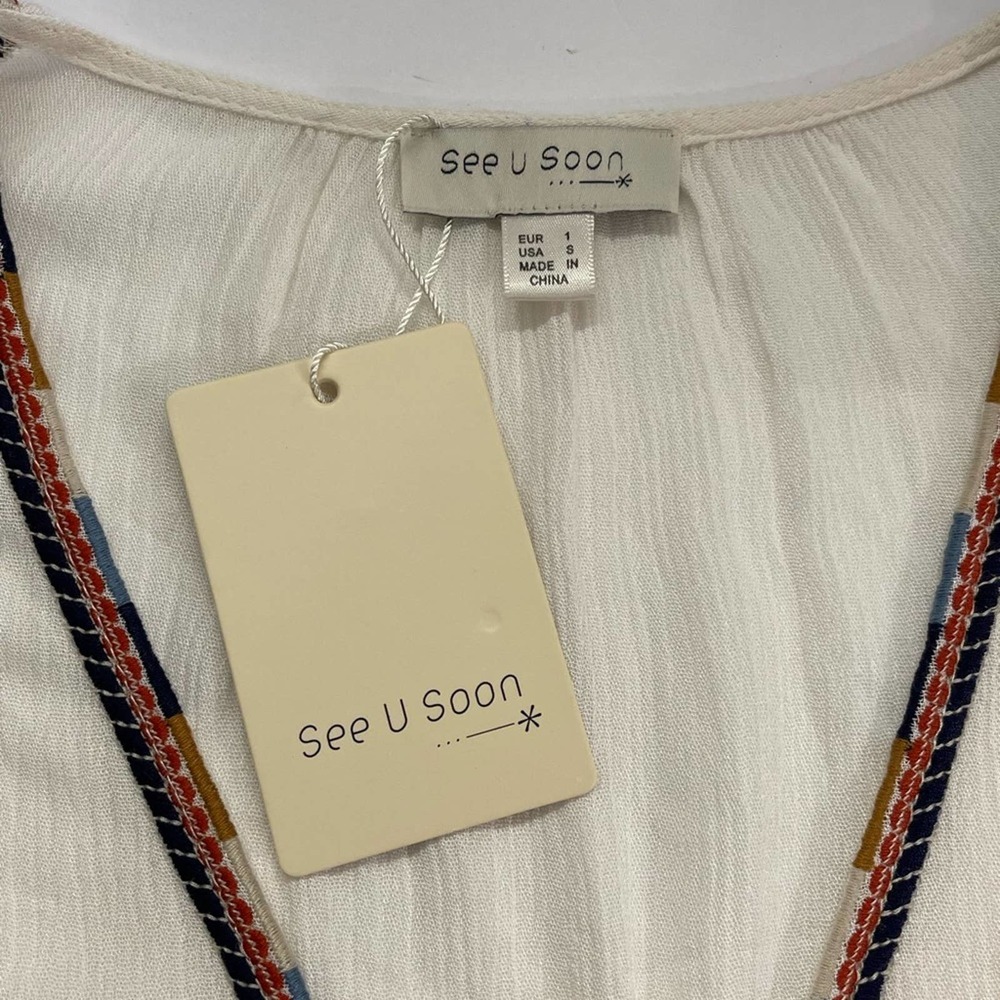 See U Soon
EUR 1
USA S
MADE IN
CHINA
See U Soon